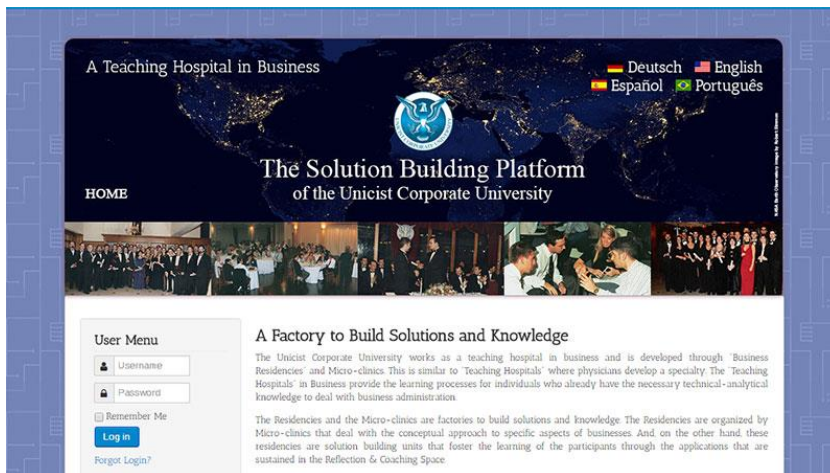 A Teaching Hospital in Business
Deutsch English
Español Português
The Solution Building Platform
of the Unicist Corporate University
HOME
User Menu
Username
Password
Remember Me
Log in
Forgot Login?
A Factory to Build Solutions and Knowledge
The Unicist Corporate University works as a teaching hospital in business and is developed through "Business
Residencies" and Micro-clinics. This is similar to "Teaching Hospitals" where physicians develop a specialty. The "Teaching
Hospitals" in Business provide the learning processes for individuals who already have the necessary technical-analytical
knowledge to deal with business administration.
The Residencies and the Micro-clinics are factories to build solutions and knowledge. The Residencies are organized by
Micro-clinics that deal with the conceptual approach to specific aspects of businesses. And, on the other hand, these
residencies are solution building units that foster the learning of the participants through the applications that are
sustained in the Reflection & Coaching Space.